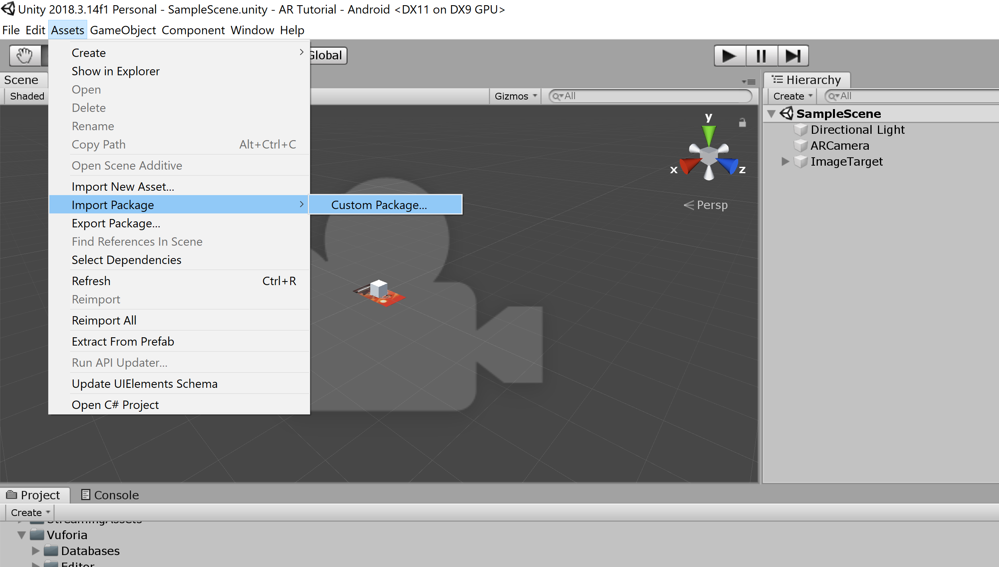 Unity 2018.3.14f1 Personal - SampleScene.unity - AR Tutorial - Android <DX11 on DX9 GPU>
File Edit Assets GameObject Component Window Help
Create
Global
Show in Explorer
Scene
Hierarchy
Open
Shaded
Gizmos
All
Create
All
Delete
SampleScene
Rename
Directional Light
Copy Path Alt+Ctrl+C
ARCamera
Open Scene Additive
ImageTarget
y
x
z
Import New Asset...
Import Package
Custom Package...
Persp
Export Package...
Find References In Scene
Select Dependencies
Refresh Ctrl+R
Reimport
Reimport All
Extract From Prefab
Run API Updater...
Update UIElements Schema
Open C# Project
Project
Console
Create
StreamingAssets
Vuforia
Databases
Editor